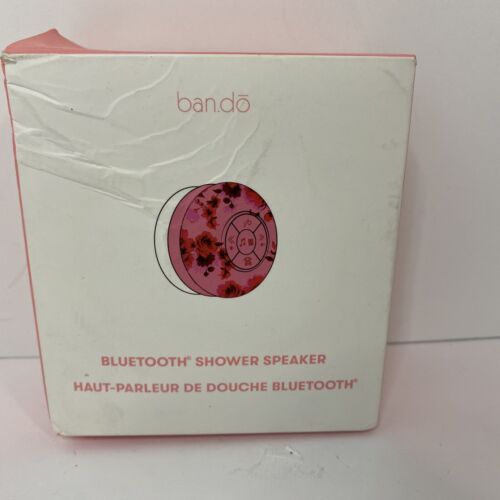 ban.dō
BLUETOOTH® SHOWER SPEAKER
HAUT-PARLEUR DE DOUCHE BLUETOOTH®